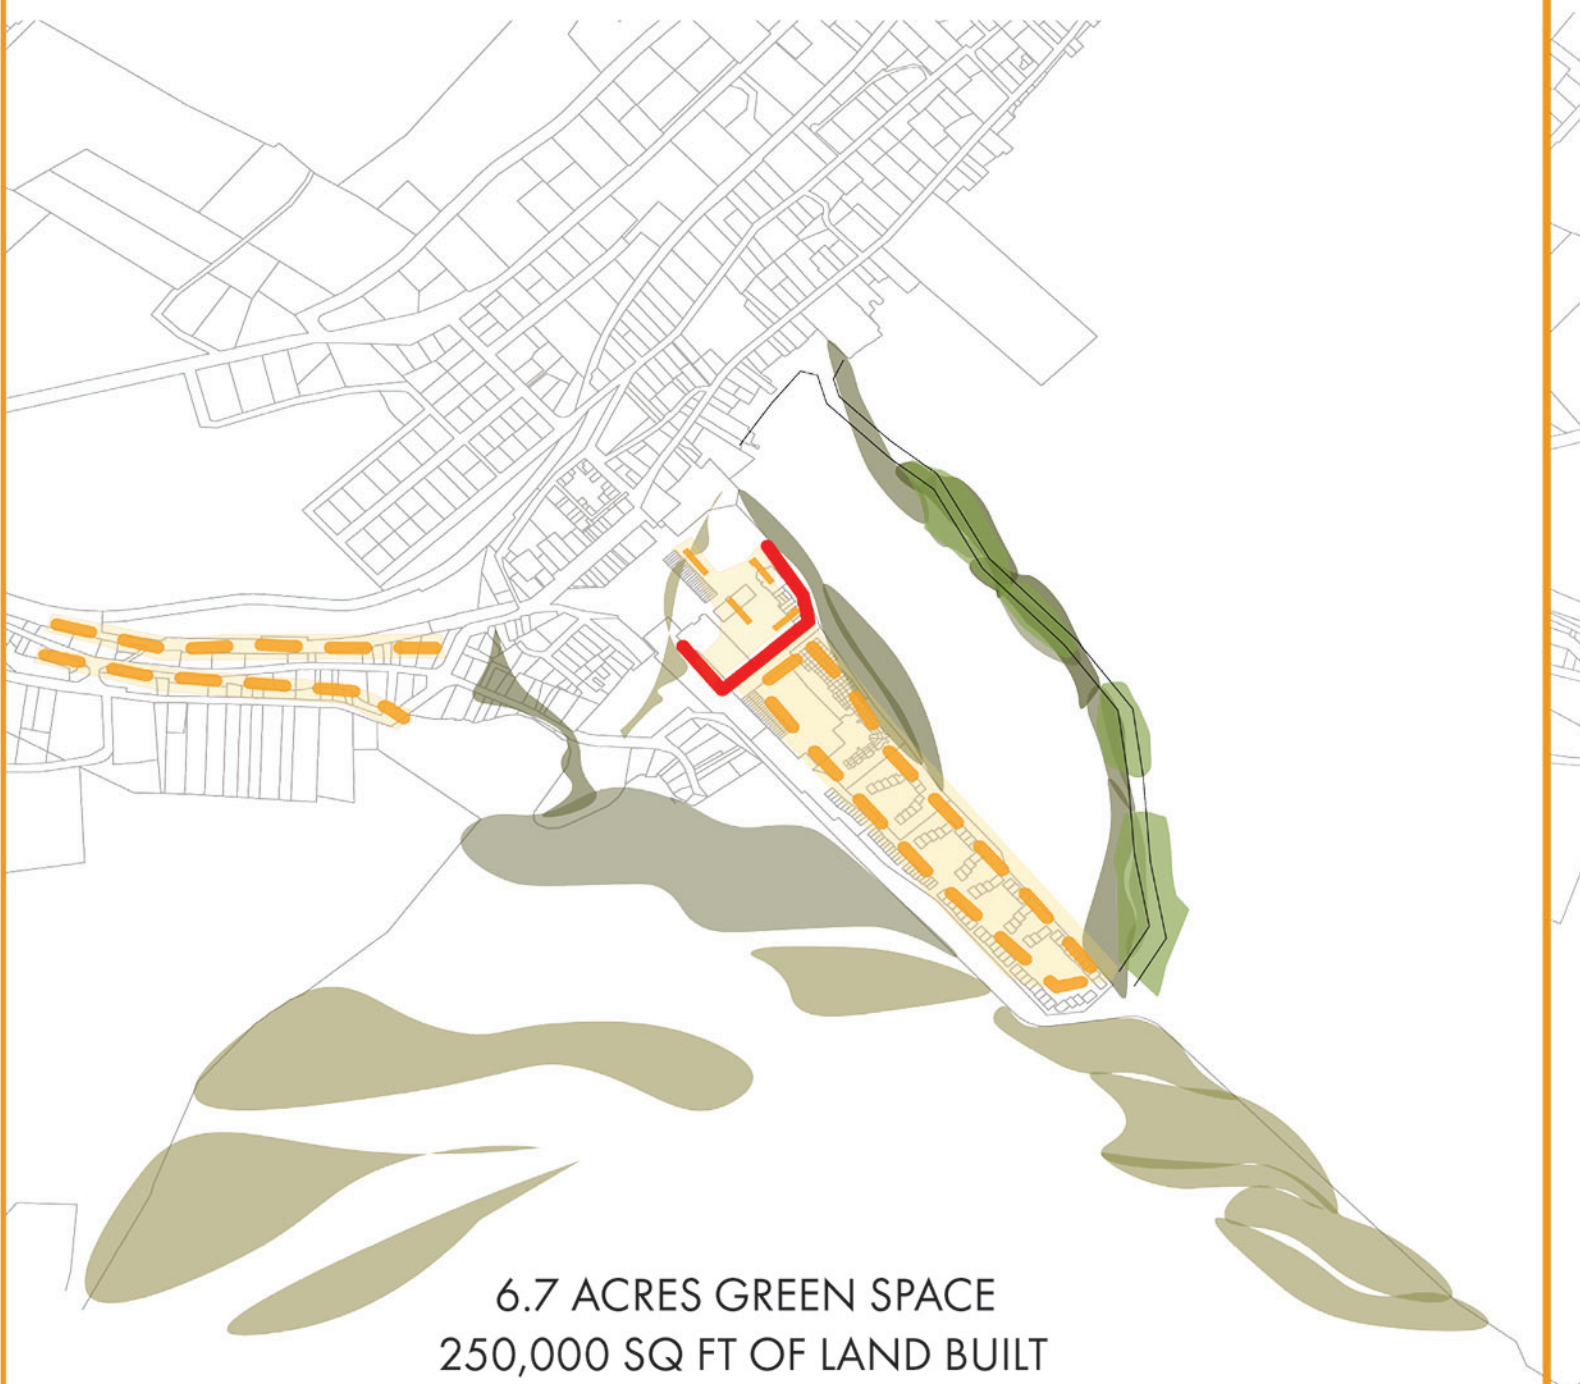 6.7 ACRES GREEN SPACE
250,000 SQ FT OF LAND BUILT